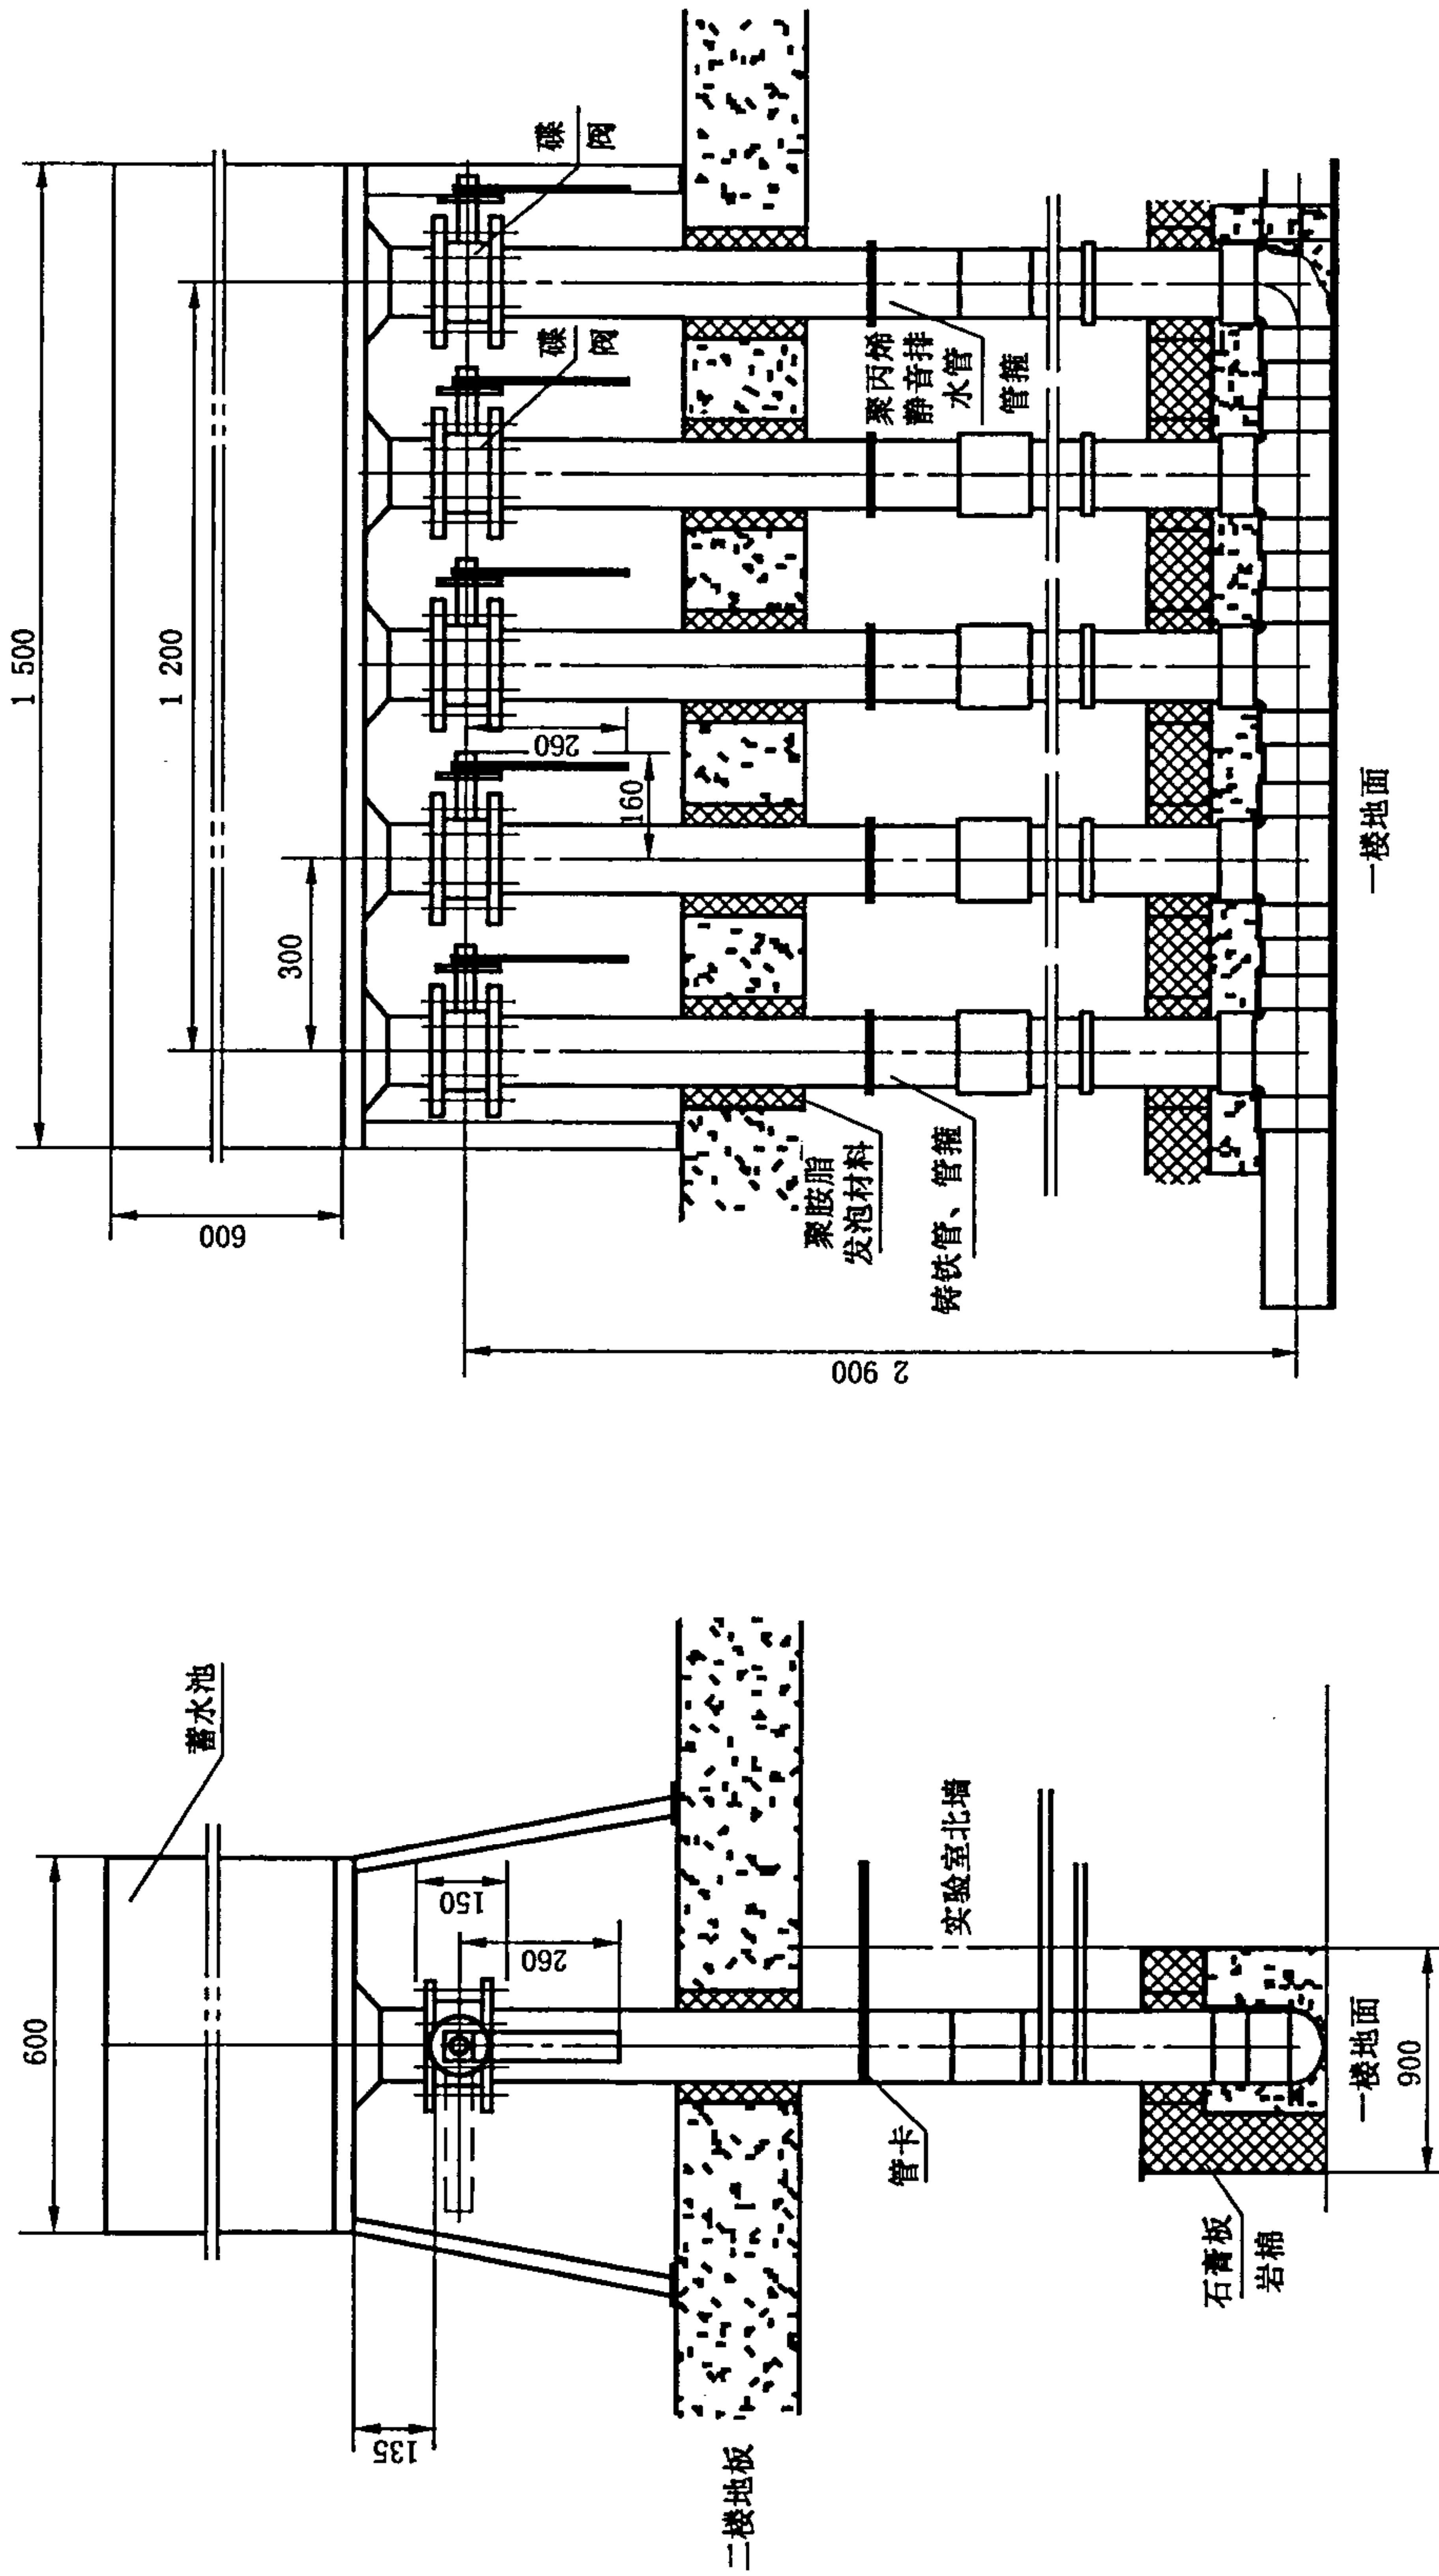 1 500
1 200
300
600
碟
阀
碟
阀
260
160
聚丙烯
静音排
水管
管箍
聚胺脂
发泡材料
铸铁管、管箍
2 900
一楼地面
蓄水池
600
150
260
135
二楼地板
实验室北墙
管卡
石膏板
岩棉
一楼地面
900